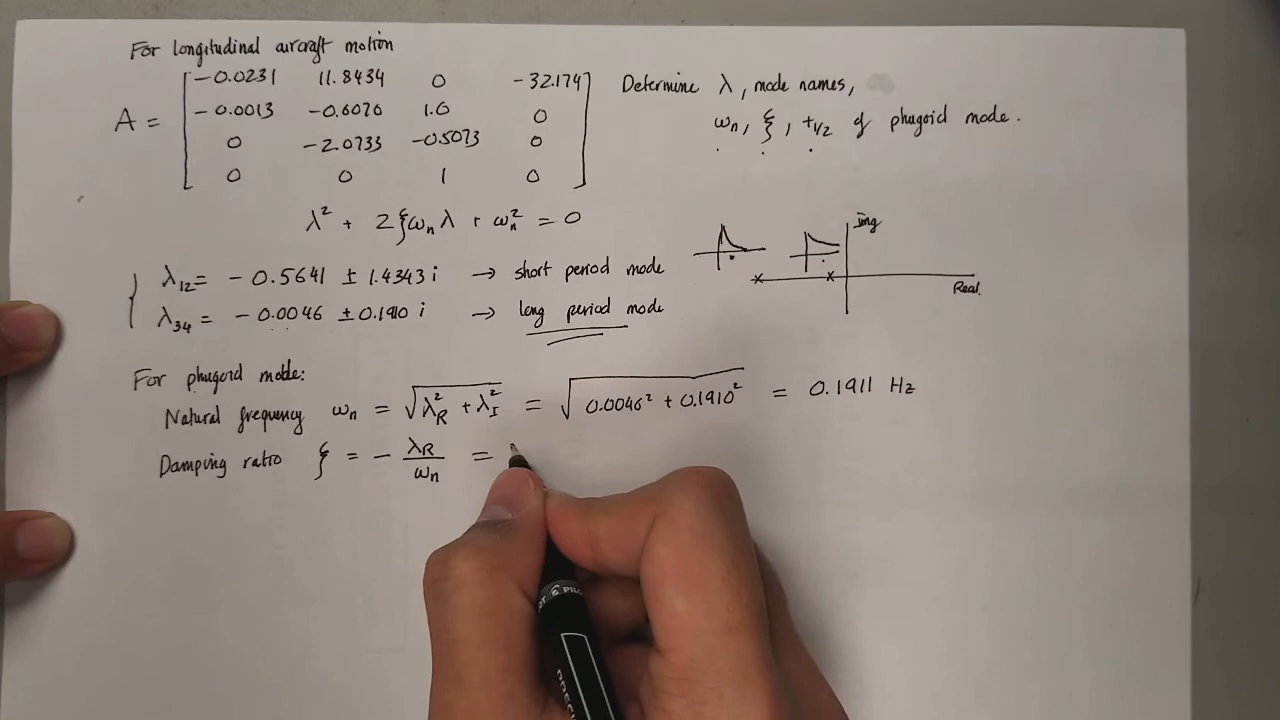 For longitudinal aircraft motion
A = [ -0.0231 11.8434 0 -32.174 ] Determine λ, mode names,
-0.0013 -0.6070 1.0 0 ωn, ξ, t1/2 of phugoid mode.
0 -2.0733 -0.5073 0
0 0 1 0
λ² + 2ξωnλ + ωn² = 0
Img
Real.
λ12 = -0.5641 ± 1.4343 i → short period mode
λ34 = -0.0046 ± 0.1910 i → long period mode
For phugoid mode:
Natural frequency ωn = √(λR² + λI²) = √(0.0046² + 0.1910²) = 0.1911 Hz
Damping ratio ξ = - λR/ωn =